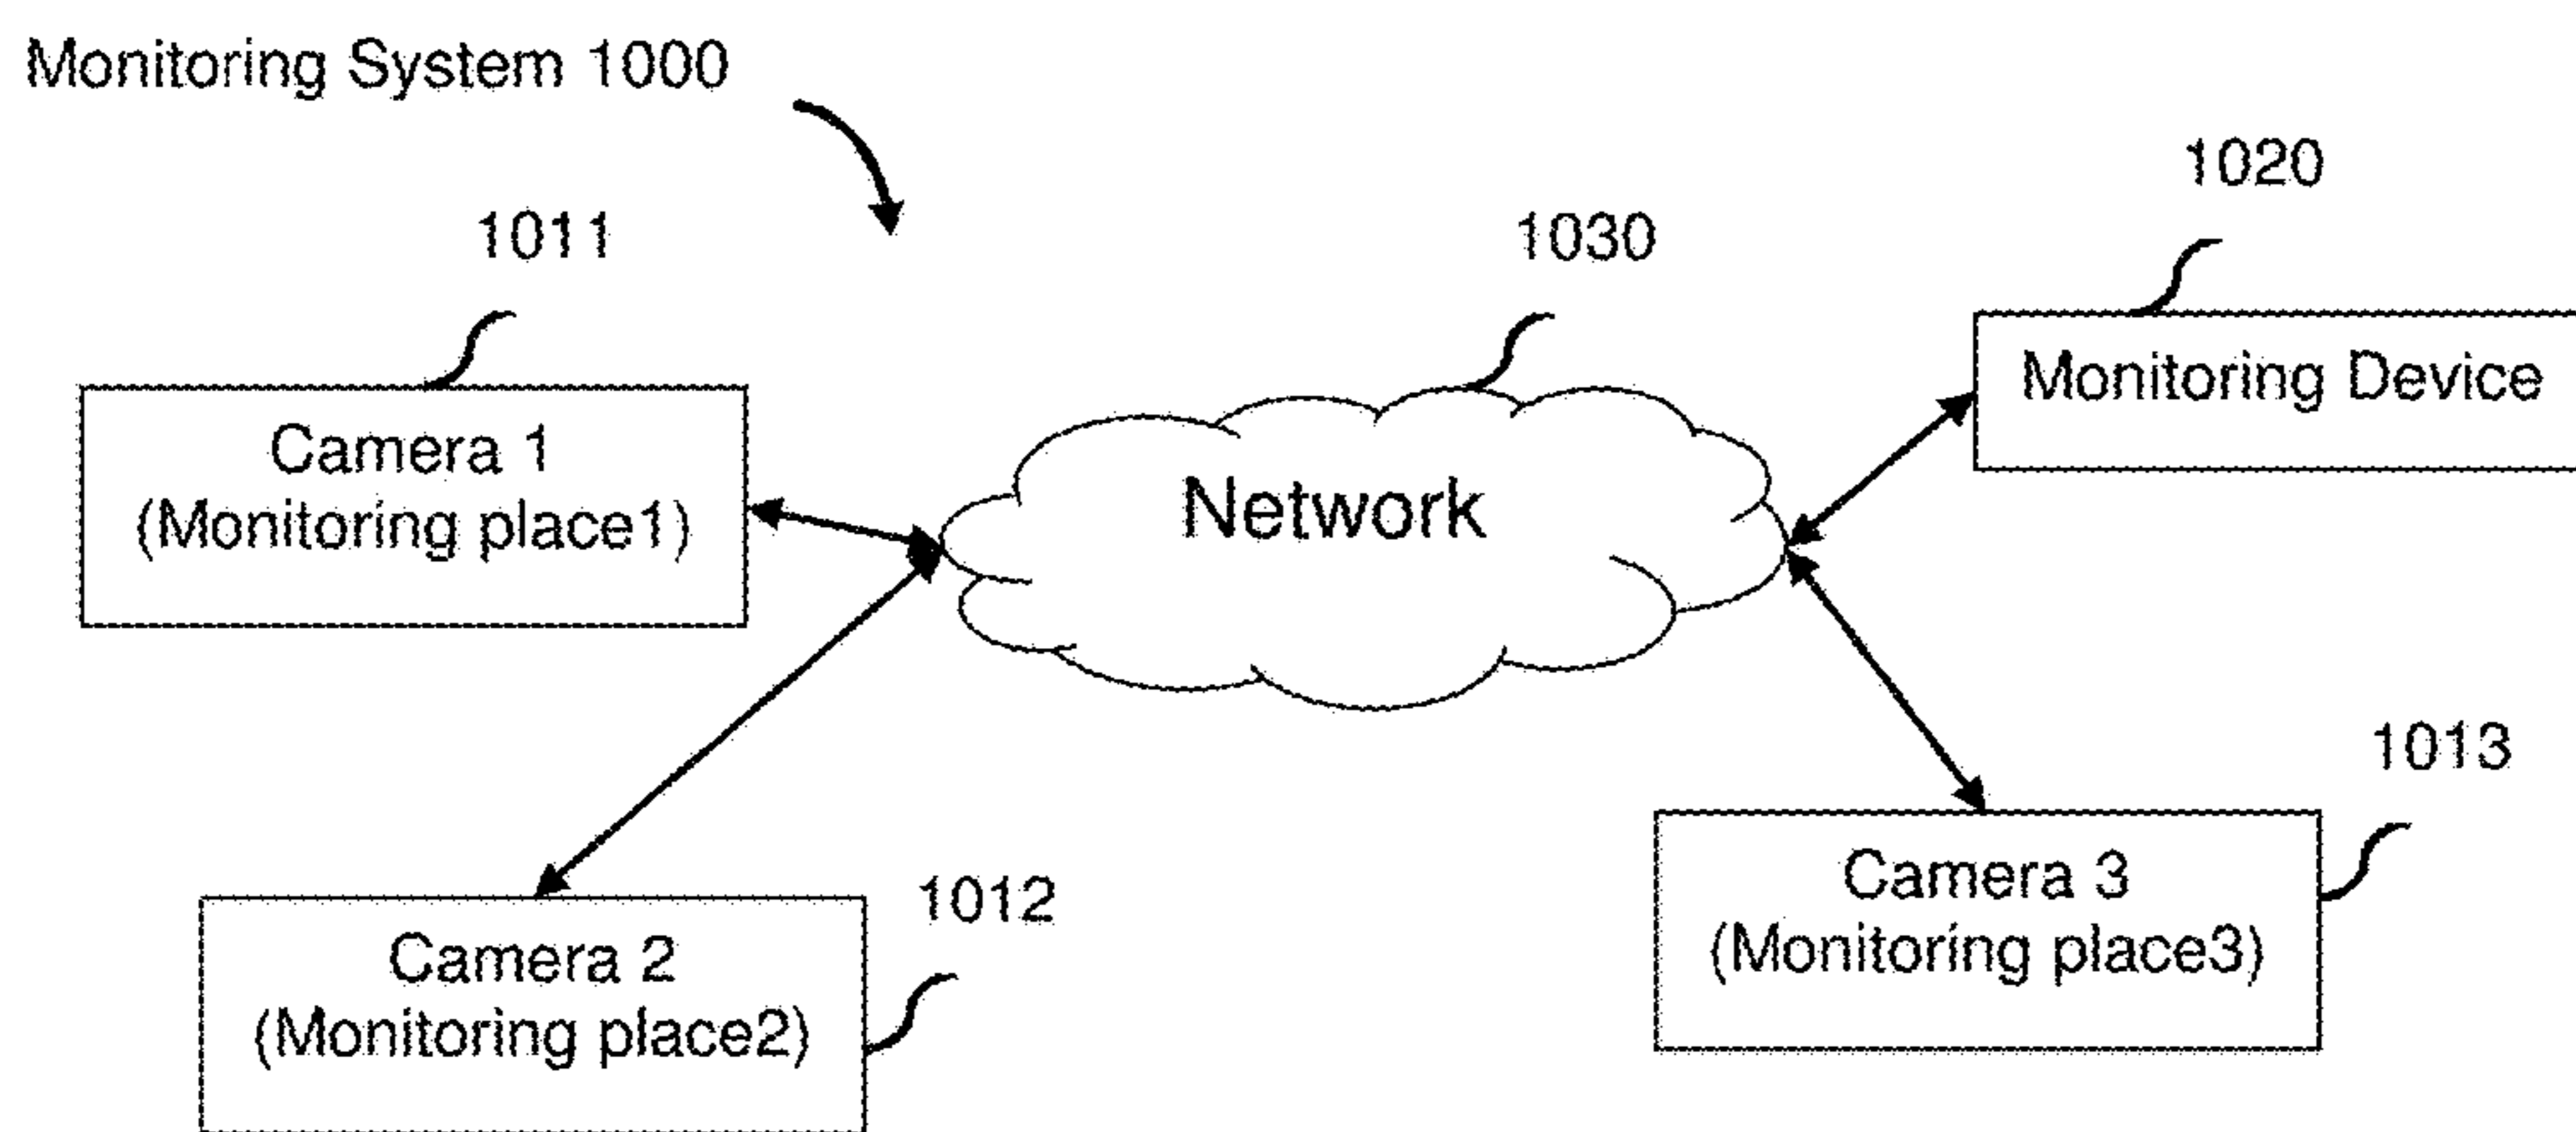 Monitoring System 1000
1011
1030
1020
Camera 1
(Monitoring place1)
Network
Monitoring Device
1012
Camera 2
(Monitoring place2)
1013
Camera 3
(Monitoring place3)